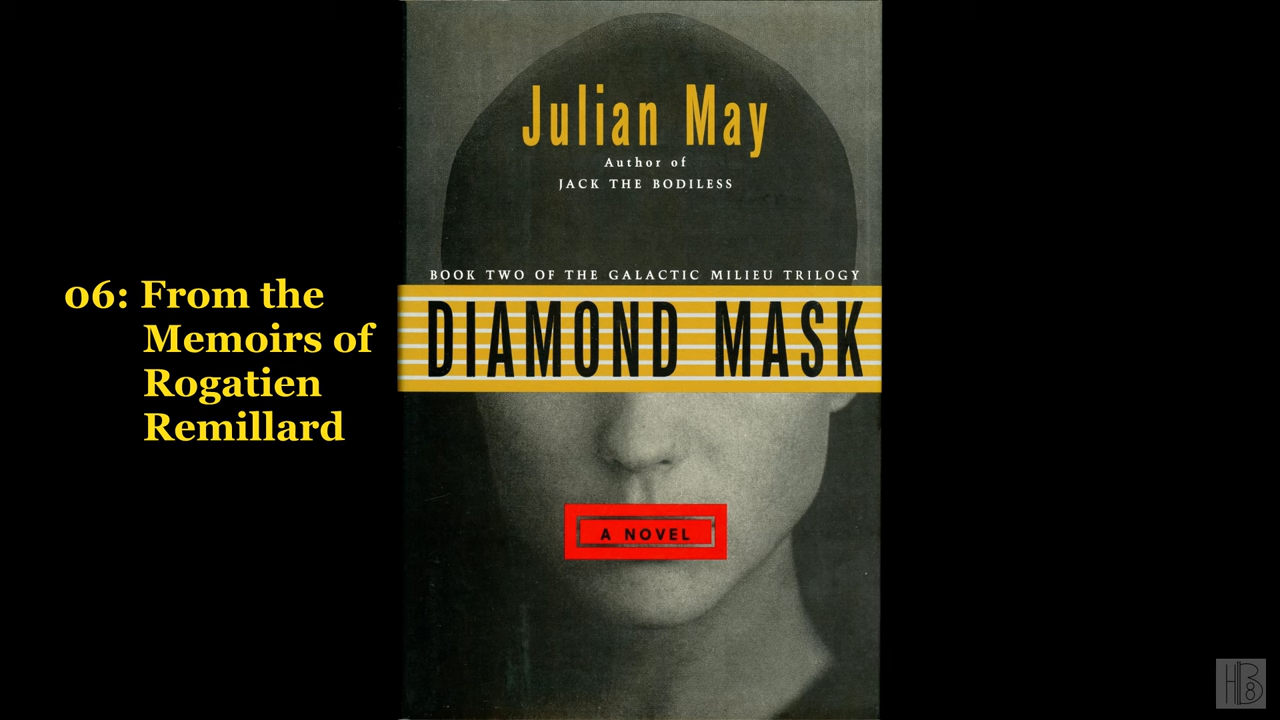 06: From the
Memoirs of
Rogatien
Remillard
Julian May
Author of
JACK THE BODILESS
BOOK TWO OF THE GALACTIC MILIEU TRILOGY
DIAMOND MASK
A NOVEL
HB8